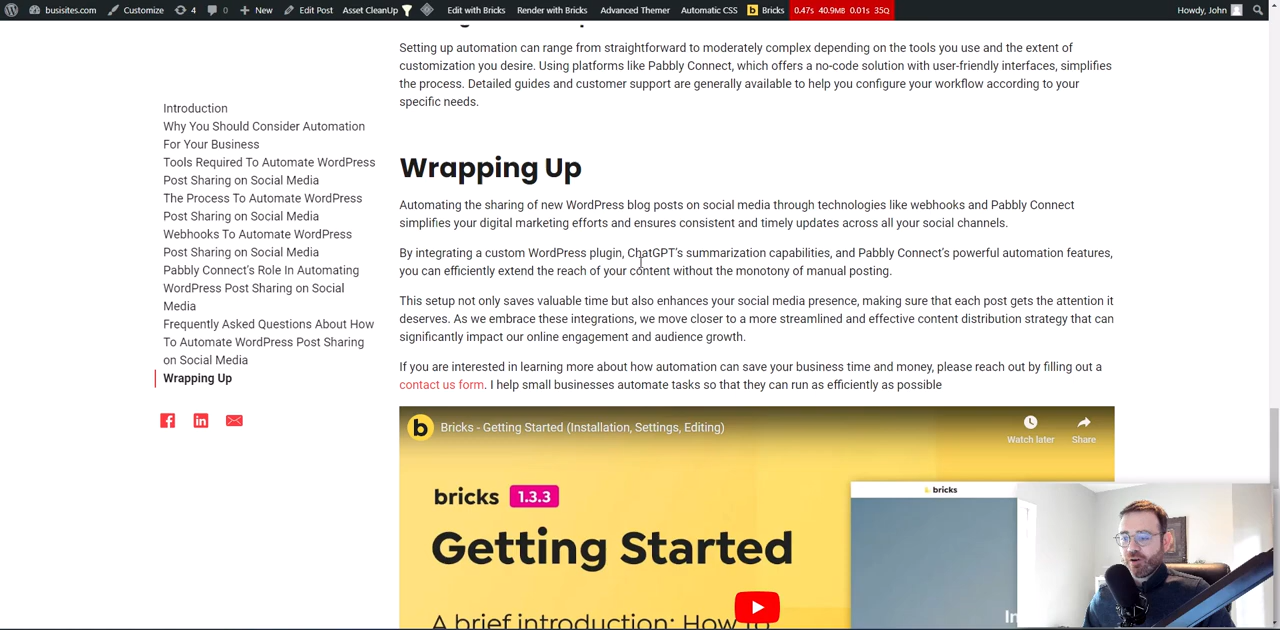 busisites.com Customize 4 0 New Edit Post Asset CleanUp Edit with Bricks Render with Bricks Advanced Themer Automatic CSS b Bricks 0.47s 40.9MB 0.01s 35Q Howdy, John
Setting up automation can range from straightforward to moderately complex depending on the tools you use and the extent of
customization you desire. Using platforms like Pabbly Connect, which offers a no-code solution with user-friendly interfaces, simplifies
the process. Detailed guides and customer support are generally available to help you configure your workflow according to your
specific needs.
Introduction
Why You Should Consider Automation
For Your Business
Tools Required To Automate WordPress
Post Sharing on Social Media
The Process To Automate WordPress
Post Sharing on Social Media
Webhooks To Automate WordPress
Post Sharing on Social Media
Pabbly Connect's Role In Automating
WordPress Post Sharing on Social
Media
Frequently Asked Questions About How
To Automate WordPress Post Sharing
on Social Media
Wrapping Up
Wrapping Up
Automating the sharing of new WordPress blog posts on social media through technologies like webhooks and Pabbly Connect
simplifies your digital marketing efforts and ensures consistent and timely updates across all your social channels.
By integrating a custom WordPress plugin, ChatGPT's summarization capabilities, and Pabbly Connect's powerful automation features,
you can efficiently extend the reach of your content without the monotony of manual posting.
This setup not only saves valuable time but also enhances your social media presence, making sure that each post gets the attention it
deserves. As we embrace these integrations, we move closer to a more streamlined and effective content distribution strategy that can
significantly impact our online engagement and audience growth.
If you are interested in learning more about how automation can save your business time and money, please reach out by filling out a
contact us form. I help small businesses automate tasks so that they can run as efficiently as possible
b Bricks - Getting Started (Installation, Settings, Editing)
Watch later Share
bricks 1.3.3
bricks
Getting Started
A brief introduction: How to